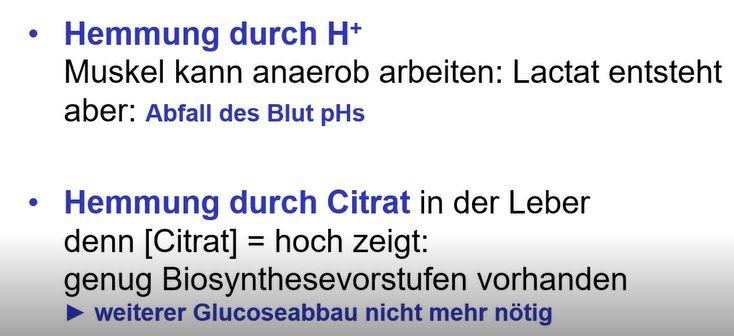 • Hemmung durch H⁺
Muskel kann anaerob arbeiten: Lactat entsteht
aber: Abfall des Blut pHs
• Hemmung durch Citrat in der Leber
denn [Citrat] = hoch zeigt:
genug Biosynthesevorstufen vorhanden
► weiterer Glucoseabbau nicht mehr nötig